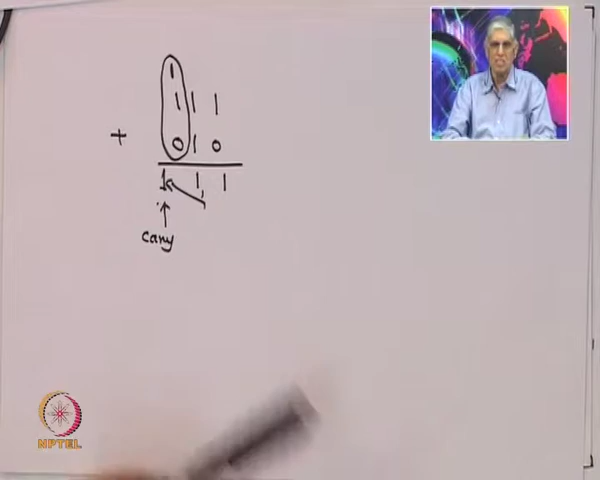 1
1 1 1
+ 0 1 0
1 1 1
carry
NPTEL